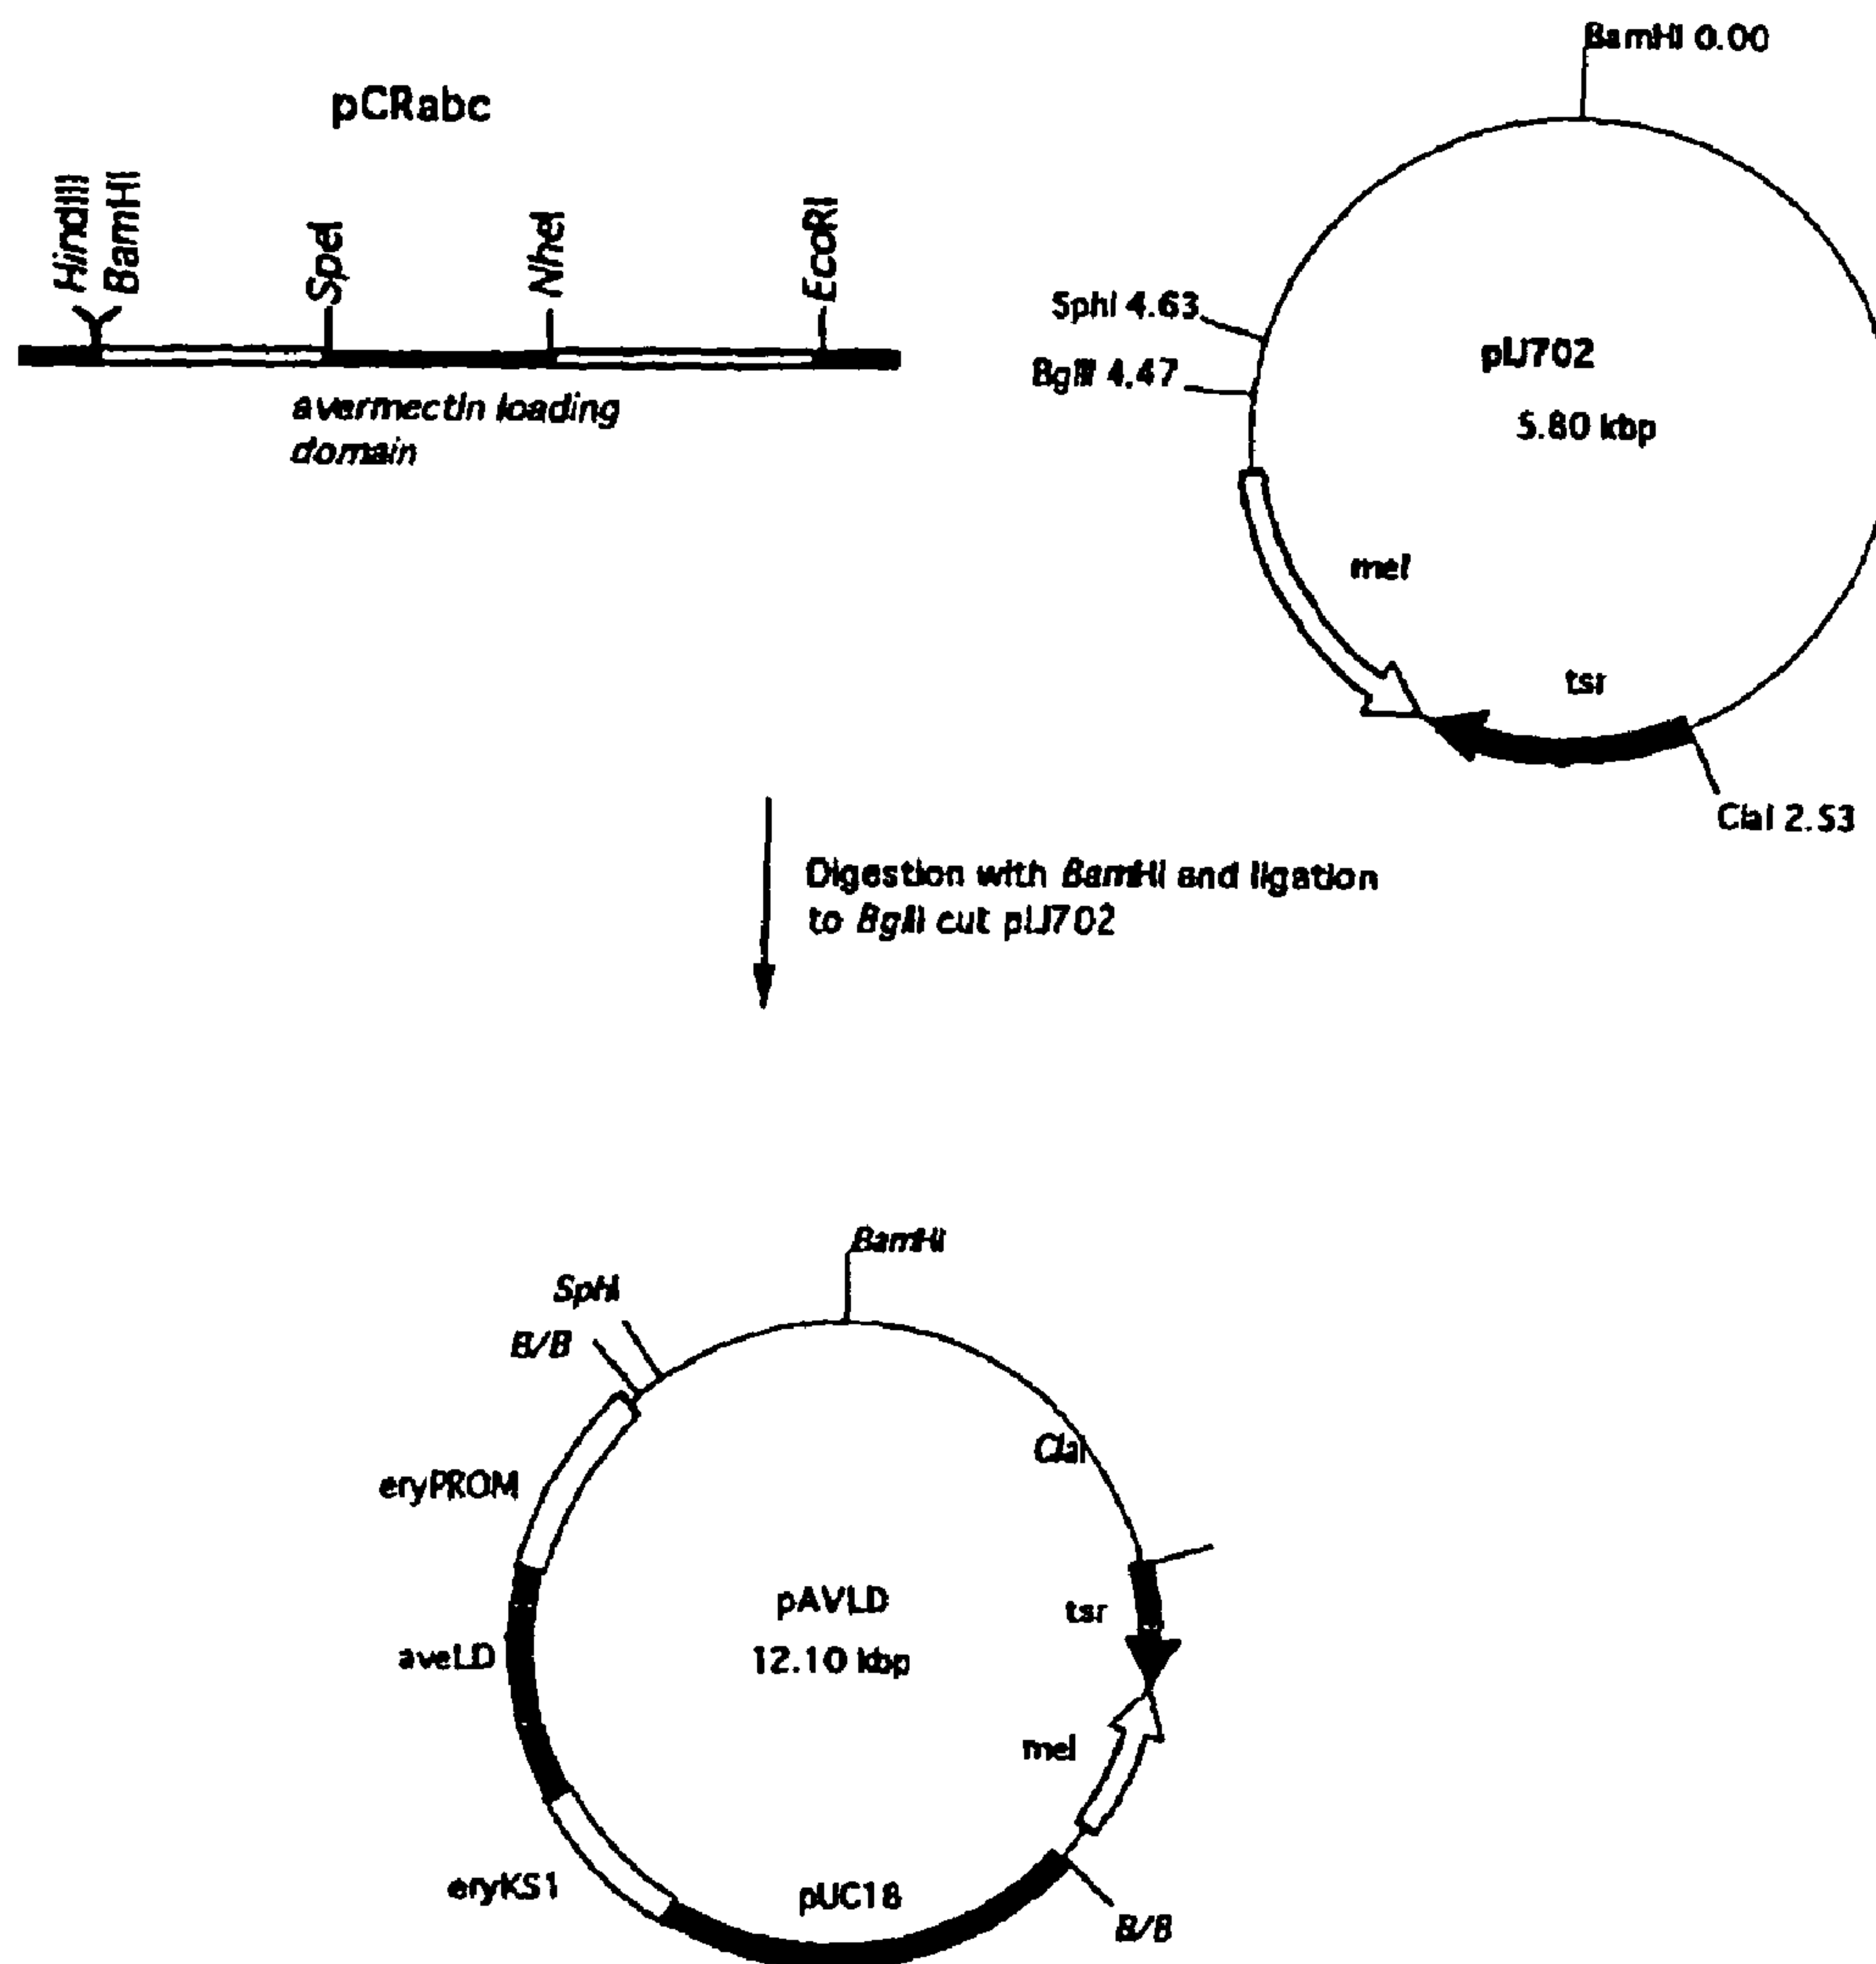 pCRabc
HindIII
BamHI
SpeI
NheI
EcoRI
avermectin loading
domain
BamHI 0.00
SphI 4.63
BglII 4.47
pIJ702
5.80 kbp
mel
tsr
ClaI 2.53
Digestion with BamHI and ligation
to BglII cut pIJ702
BamHI
SphI
B/B
ClaI
eryPROM
pAVLD
12.10 kbp
tsr
aveLD
mel
eryKS1
pUC18
B/B